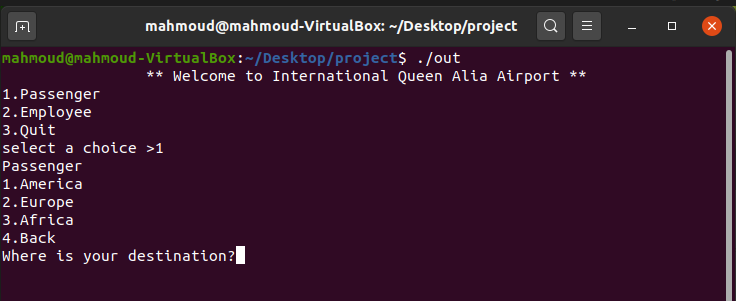 mahmoud@mahmoud-VirtualBox: ~/Desktop/project
mahmoud@mahmoud-VirtualBox:~/Desktop/project$ ./out
** Welcome to International Queen Alia Airport **
1.Passenger
2.Employee
3.Quit
select a choice >1
Passenger
1.America
2.Europe
3.Africa
4.Back
Where is your destination?